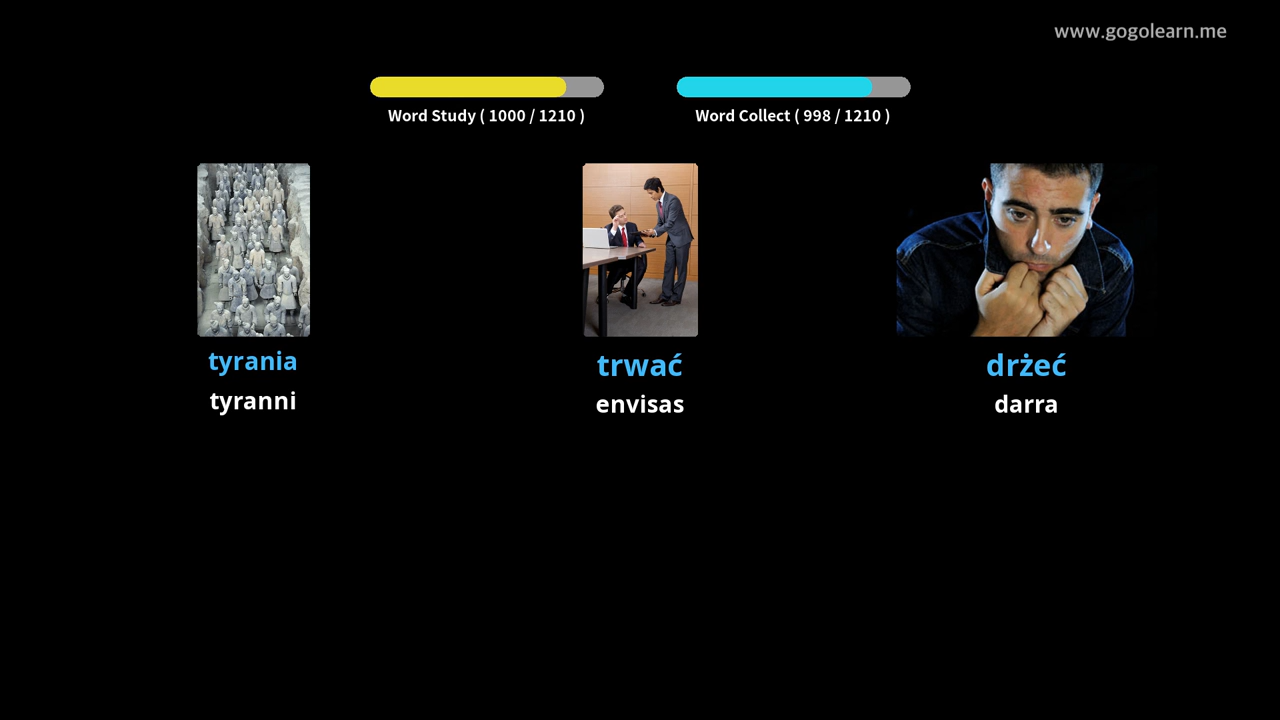 www.gogolearn.me
Word Study ( 1000 / 1210 )
Word Collect ( 998 / 1210 )
tyrania
tyranni
trwać
envisas
drżeć
darra